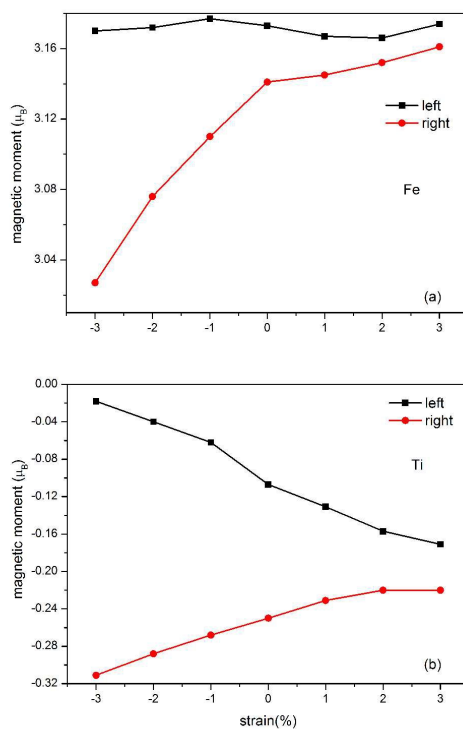 3.16
3.12
3.08
3.04
magnetic moment (μB)
left
right
Fe
(a)
-3 -2 -1 0 1 2 3
0.00
-0.04
-0.08
-0.12
-0.16
-0.20
-0.24
-0.28
-0.32
magnetic moment (μB)
left
right
Ti
(b)
-3 -2 -1 0 1 2 3
strain(%)